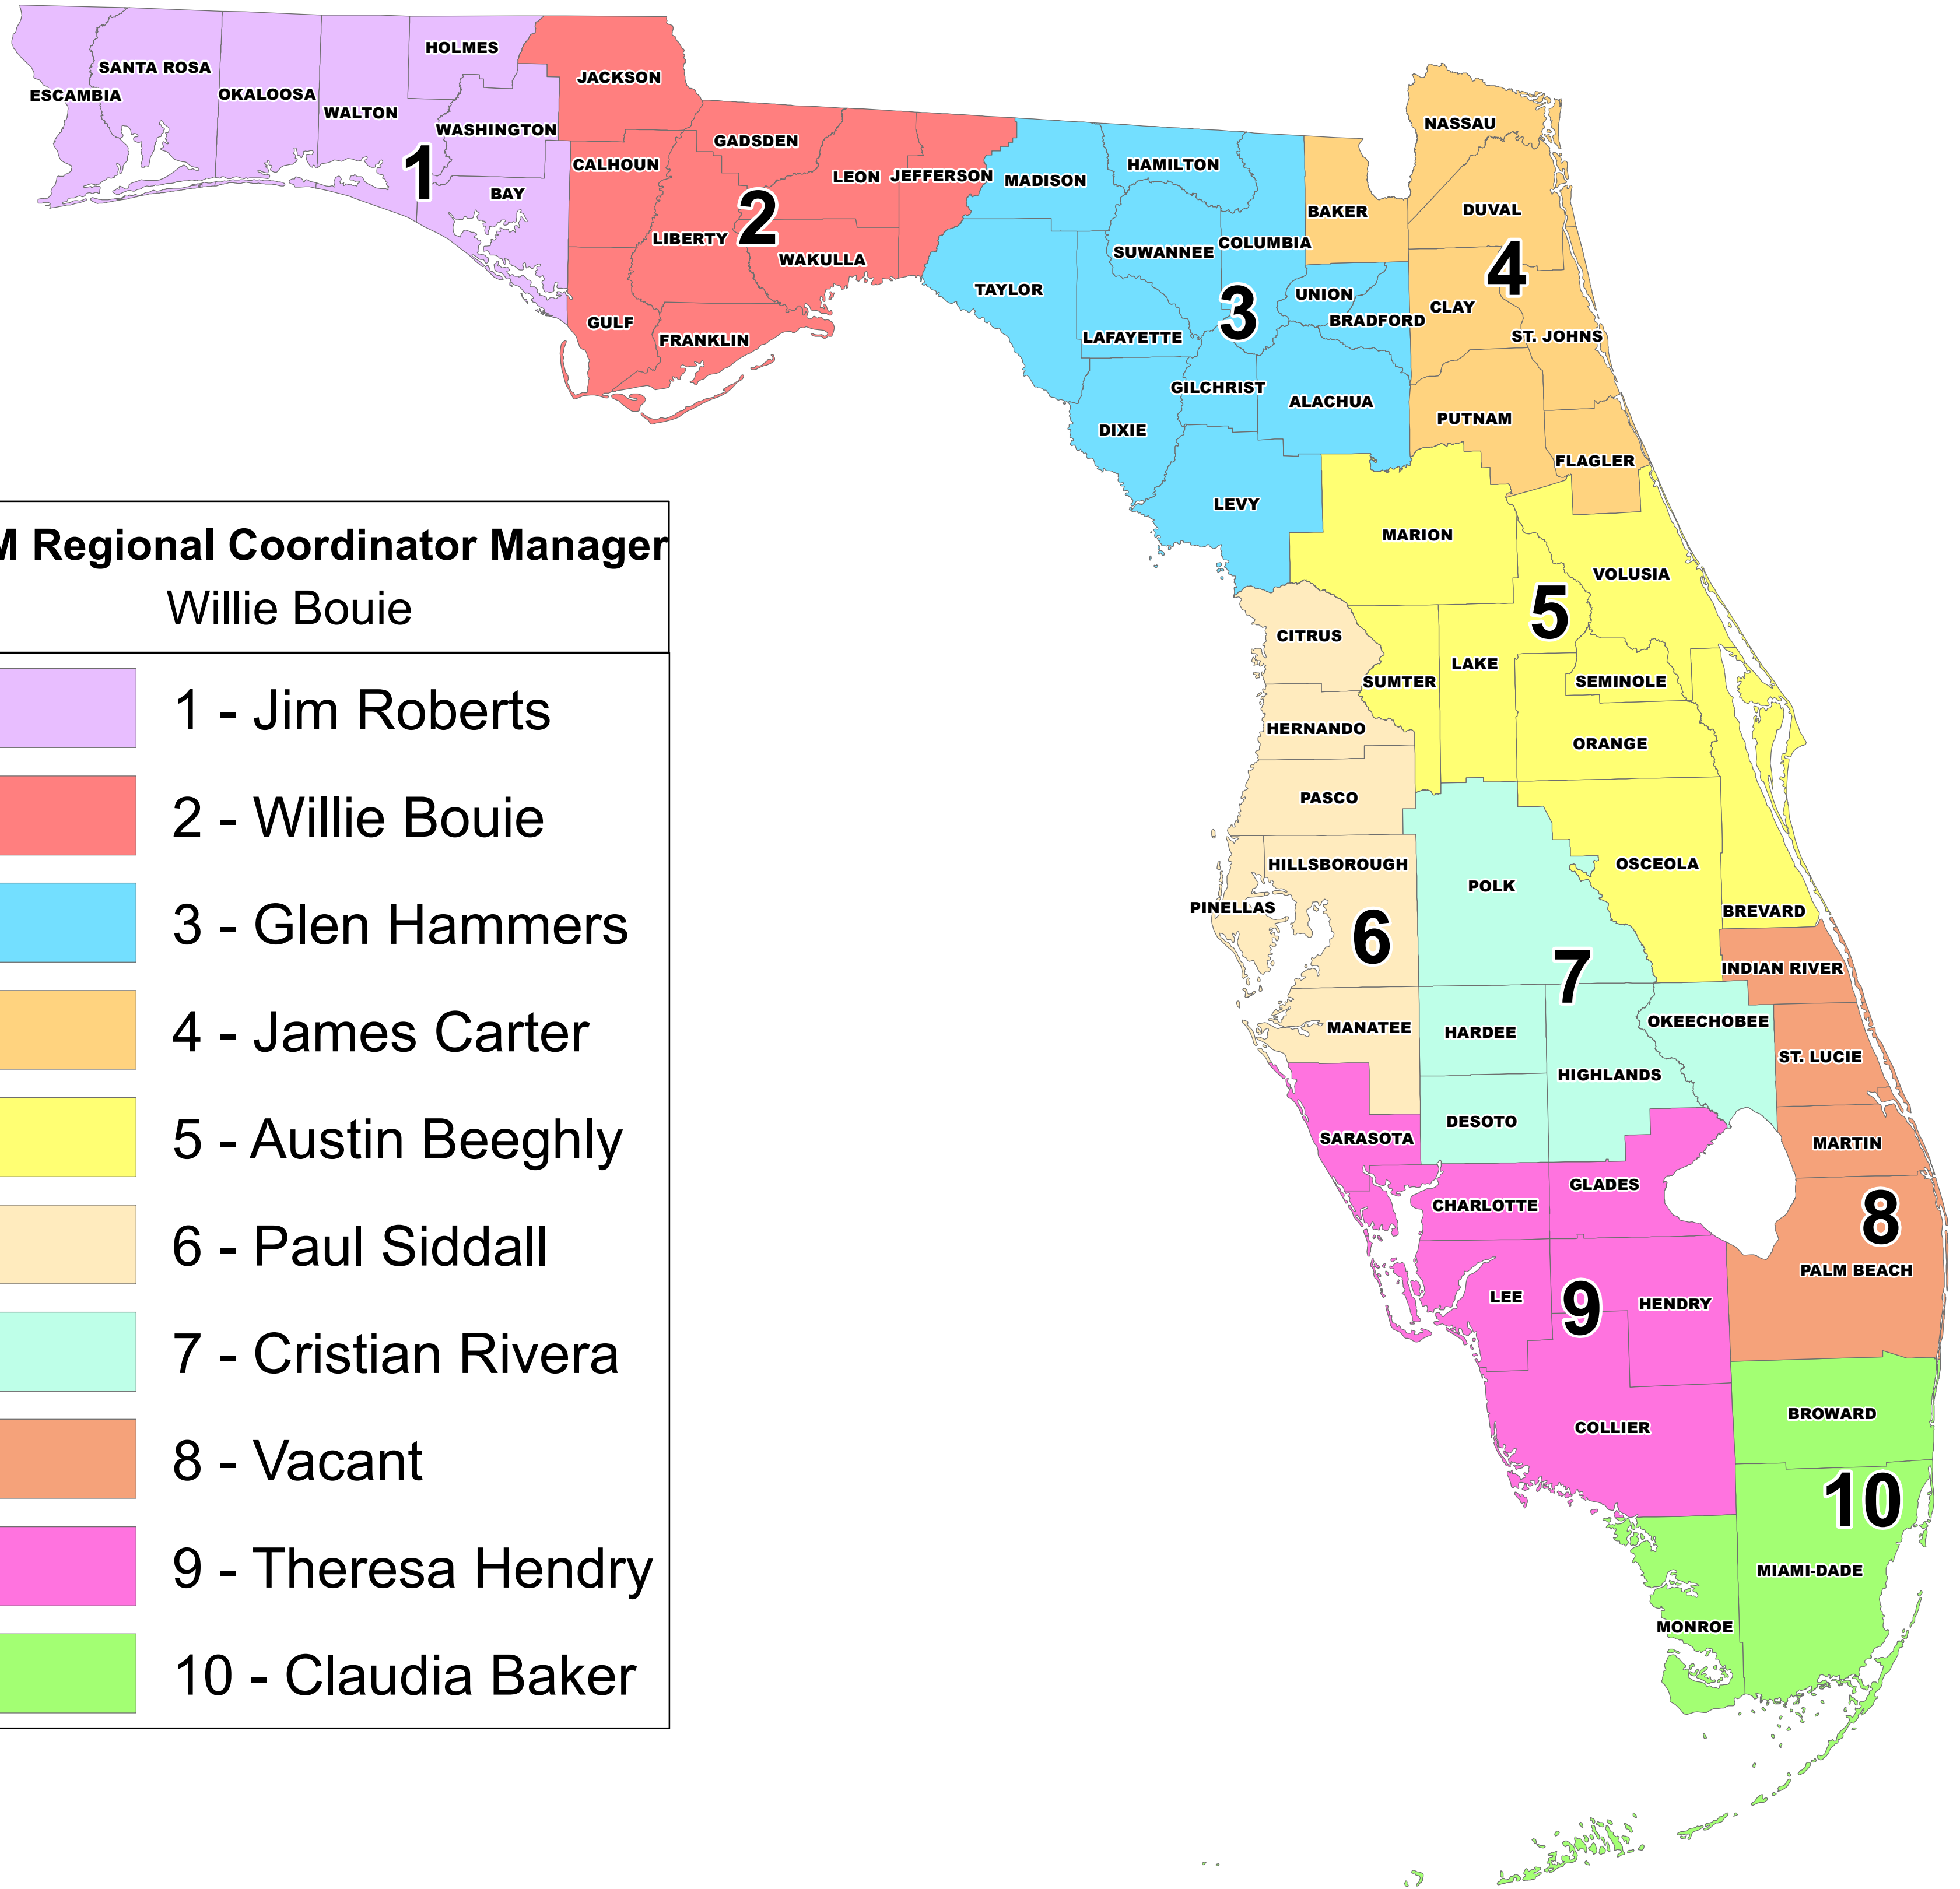 HOLMES
SANTA ROSA
JACKSON
ESCAMBIA
OKALOOSA
WALTON
WASHINGTON
NASSAU
GADSDEN
CALHOUN
HAMILTON
1
LEON
JEFFERSON
MADISON
BAY
2
BAKER
DUVAL
LIBERTY
SUWANNEE
COLUMBIA
WAKULLA
4
TAYLOR
UNION
3
CLAY
GULF
BRADFORD
FRANKLIN
LAFAYETTE
ST. JOHNS
GILCHRIST
ALACHUA
PUTNAM
DIXIE
FLAGLER
LEVY
MARION
VOLUSIA
5
CITRUS
LAKE
SUMTER
SEMINOLE
HERNANDO
ORANGE
PASCO
HILLSBOROUGH
OSCEOLA
POLK
PINELLAS
BREVARD
6
7
INDIAN RIVER
OKEECHOBEE
MANATEE
HARDEE
ST. LUCIE
HIGHLANDS
DESOTO
SARASOTA
MARTIN
GLADES
CHARLOTTE
8
PALM BEACH
LEE
9
HENDRY
BROWARD
COLLIER
10
MIAMI-DADE
MONROE
M Regional Coordinator Manager
Willie Bouie
1 - Jim Roberts
2 - Willie Bouie
3 - Glen Hammers
4 - James Carter
5 - Austin Beeghly
6 - Paul Siddall
7 - Cristian Rivera
8 - Vacant
9 - Theresa Hendry
10 - Claudia Baker